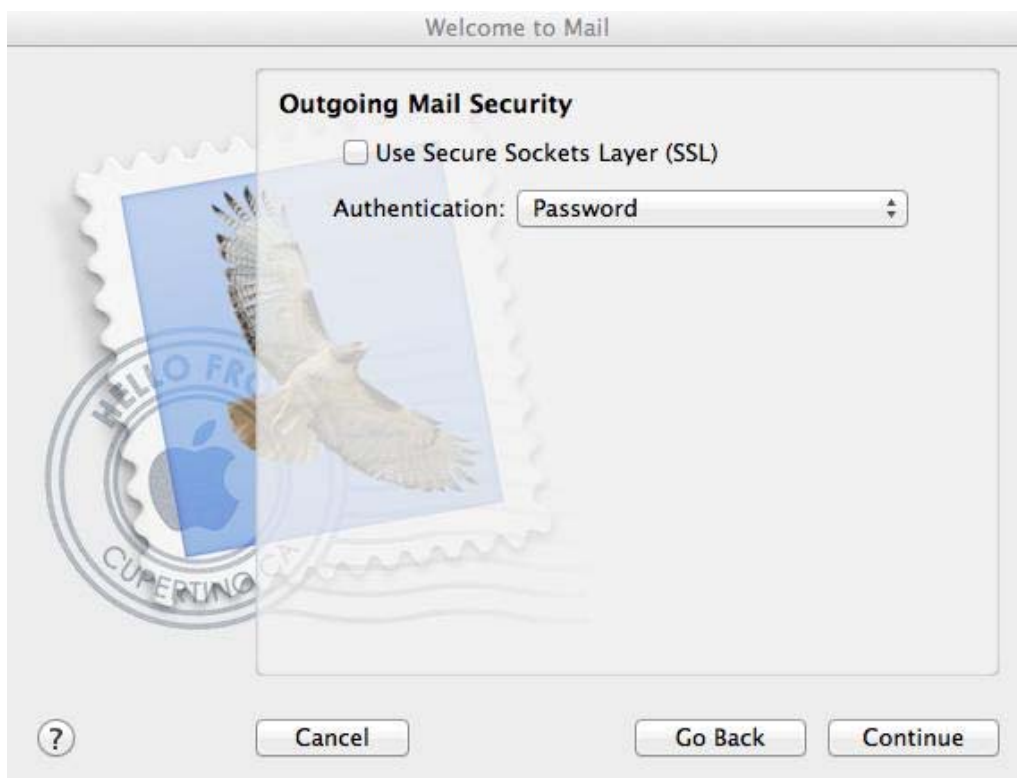 Welcome to Mail
Outgoing Mail Security
Use Secure Sockets Layer (SSL)
Authentication: Password
HELLO FRO
CUPERTINO CA
?
Cancel
Go Back
Continue